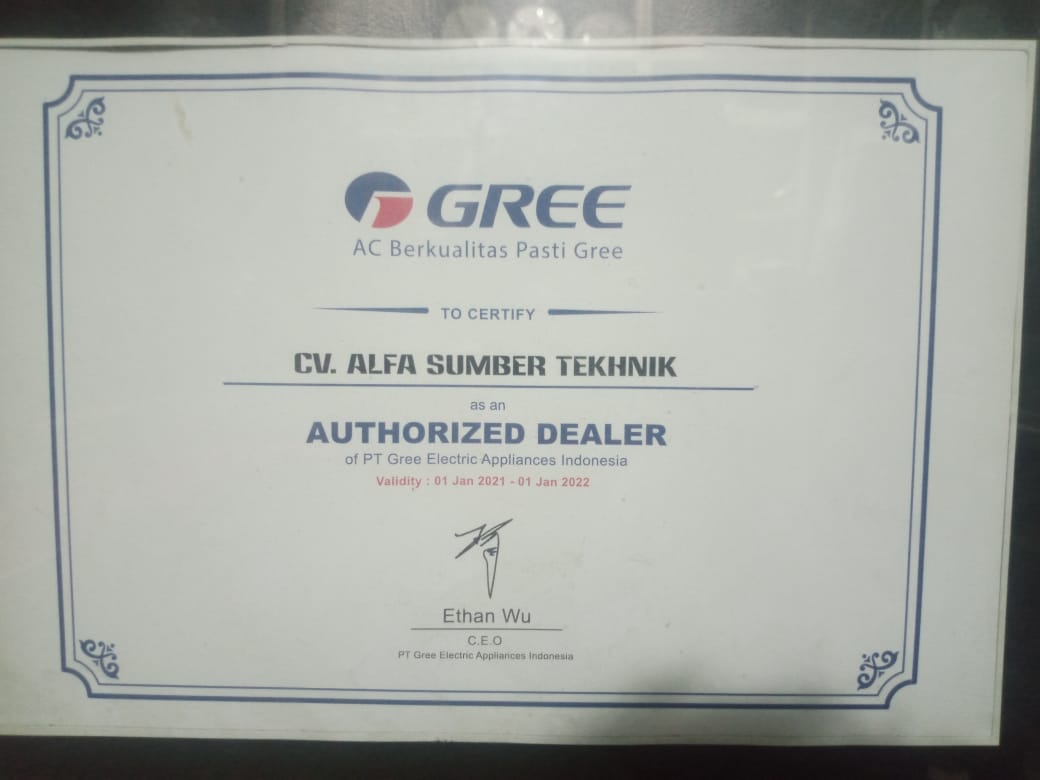 GREE
AC Berkualitas Pasti Gree
TO CERTIFY
CV. ALFA SUMBER TEKHNIK
as an
AUTHORIZED DEALER
of PT Gree Electric Appliances Indonesia
Validity : 01 Jan 2021 - 01 Jan 2022
Ethan Wu
C.E.O
PT Gree Electric Appliances Indonesia